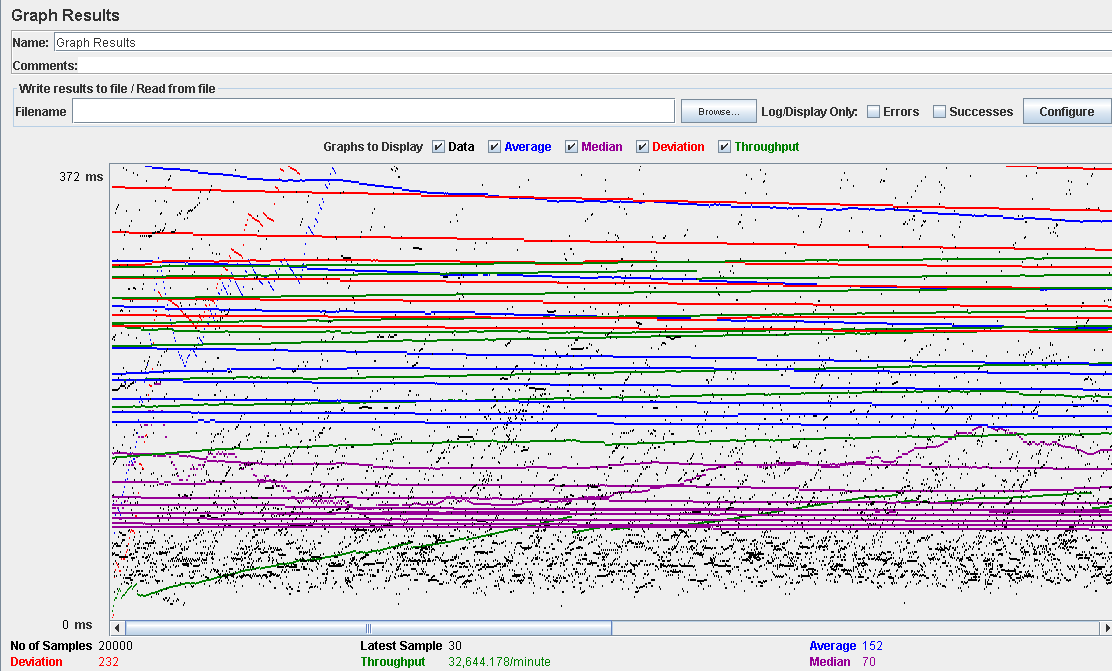 Graph Results
Name: Graph Results
Comments:
Write results to file / Read from file
Filename Browse... Log/Display Only: Errors Successes Configure
Graphs to Display Data Average Median Deviation Throughput
372 ms
0 ms
No of Samples 20000 Latest Sample 30 Average 152
Deviation 232 Throughput 32,644.178/minute Median 70